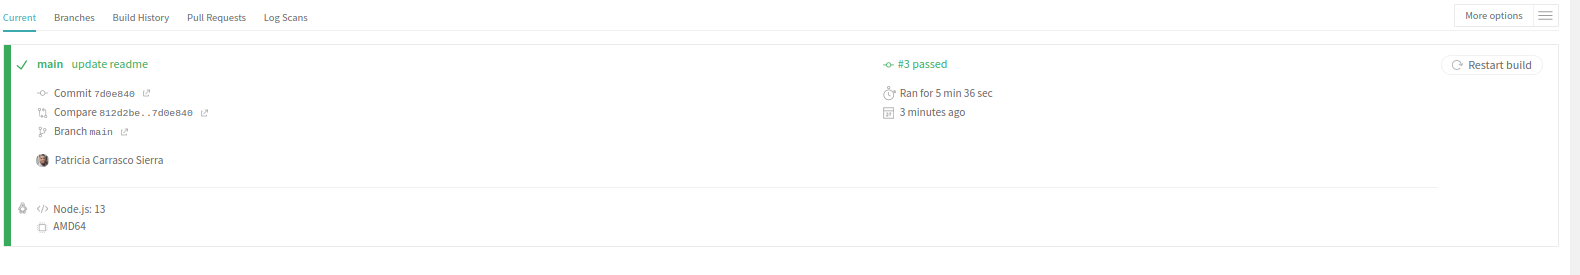 Current Branches Build History Pull Requests Log Scans More options
main update readme #3 passed Restart build
Commit 7d0e840 Ran for 5 min 36 sec
Compare 812d2be..7d0e840 3 minutes ago
Branch main
Patricia Carrasco Sierra
</> Node.js: 13
AMD64